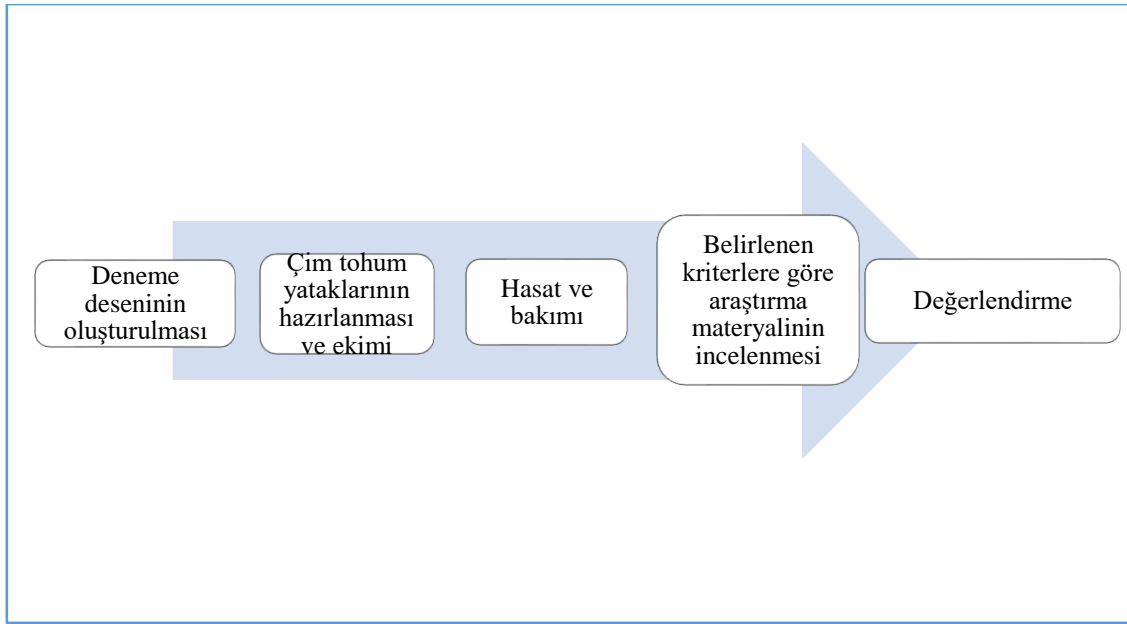 Deneme
deseninin
oluşturulması
Çim tohum
yataklarının
hazırlanması
ve ekimi
Hasat ve
bakımı
Belirlenen
kriterlere göre
araştırma
materyalinin
incelenmesi
Değerlendirme